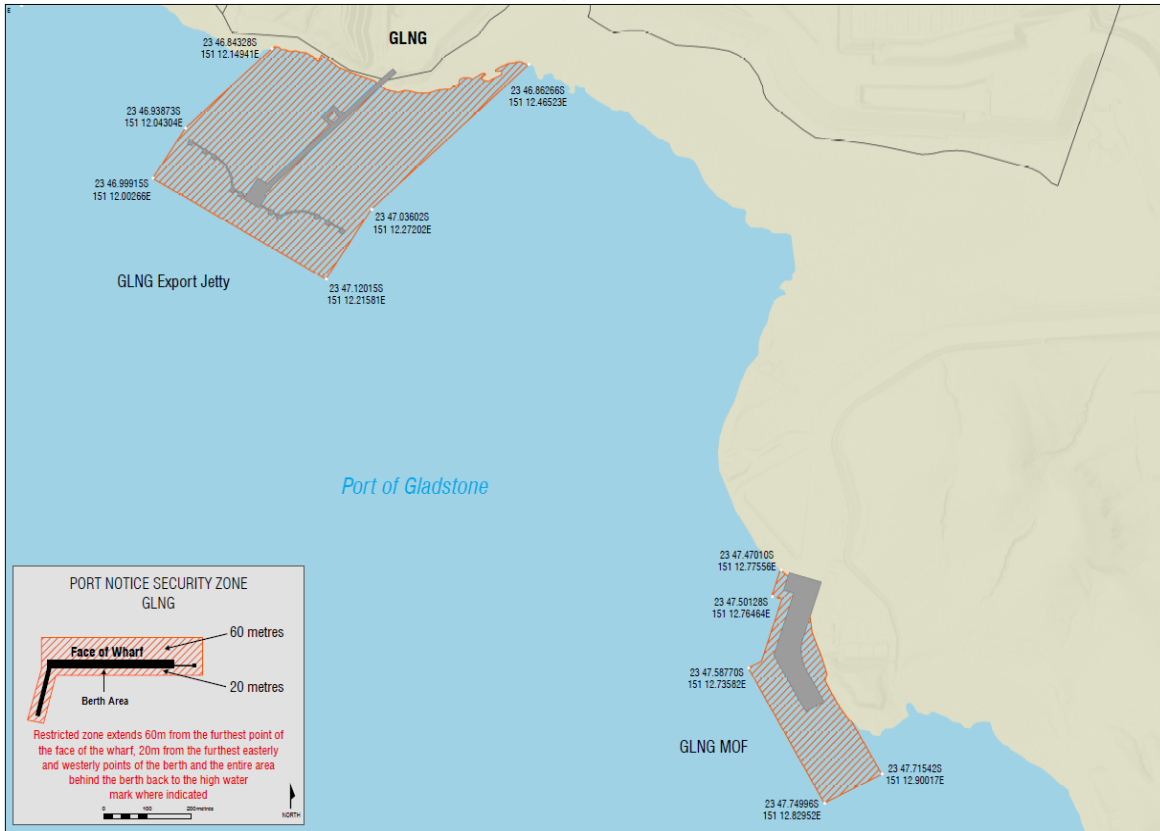 E
GLNG
23 46.84328S
151 12.14941E
23 46.86266S
151 12.46523E
23 46.93873S
151 12.04304E
23 46.99915S
151 12.00266E
23 47.03602S
151 12.27202E
GLNG Export Jetty
23 47.12015S
151 12.21581E
Port of Gladstone
23 47.47010S
151 12.77556E
23 47.50128S
151 12.76464E
23 47.58770S
151 12.73582E
GLNG MOF
23 47.71542S
151 12.90017E
23 47.74996S
151 12.82952E
PORT NOTICE SECURITY ZONE
GLNG
60 metres
Face of Wharf
20 metres
Berth Area
Restricted zone extends 60m from the furthest point of
the face of the wharf, 20m from the furthest easterly
and westerly points of the berth and the entire area
behind the berth back to the high water
mark where indicated
0 100 200metres
NORTH